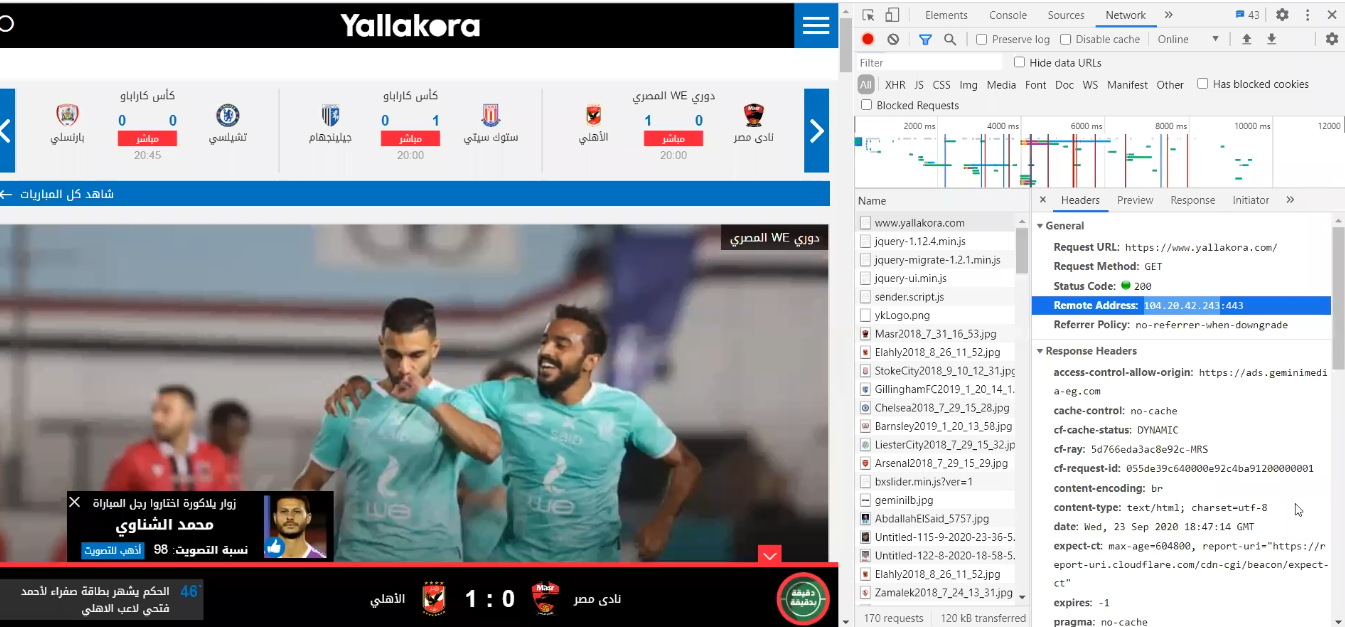 Yallakora
كأس كاراباو
0 0
بارنسلي
مباشر
تشيلسي
20:45
كأس كاراباو
0 1
جيلينجهام
مباشر
ستوك سيتي
20:00
دوري WE المصري
1 0
الأهلي
مباشر
نادى مصر
20:00
شاهد كل المباريات
دوري WE المصري
زوار يلاكورة اختاروا رجل المباراة
محمد الشناوي
نسبة التصويت: 98
اذهب للتصويت
46`
الحكم يشهر بطاقة صفراء لأحمد
فتحي لاعب الاهلي
الأهلي
1 : 0
Masr
نادى مصر
دقيقة
بدقيقة
Elements Console Sources Network 43
Preserve log Disable cache Online
Filter Hide data URLs
All XHR JS CSS Img Media Font Doc WS Manifest Other Has blocked cookies
Blocked Requests
2000 ms 4000 ms 6000 ms 8000 ms 10000 ms 12000
Name
www.yallakora.com
jquery-1.12.4.min.js
jquery-migrate-1.2.1.min.js
jquery-ui.min.js
sender.script.js
ykLogo.png
Masr2018_7_31_16_53.jpg
Elahly2018_8_26_11_52.jpg
StokeCity2018_9_10_12_31.jpg
GillinghamFC2019_1_20_14_1.
Chelsea2018_7_29_15_28.jpg
Barnsley2019_1_20_13_58.jpg
LiesterCity2018_7_29_15_32.jp
Arsenal2018_7_29_15_29.jpg
bxslider.min.js?ver=1
geminilb.jpg
AbdallahElSaid_5757.jpg
Untitled-115-9-2020-23-36-5.
Untitled-122-8-2020-18-58-5.
Elahly2018_8_26_11_52.jpg
Zamalek2018_7_24_13_31.jpg
170 requests 120 kB transferred
Headers Preview Response Initiator
General
Request URL: https://www.yallakora.com/
Request Method: GET
Status Code: 200
Remote Address: 104.20.42.243:443
Referrer Policy: no-referrer-when-downgrade
Response Headers
access-control-allow-origin: https://ads.geminimedi
a-eg.com
cache-control: no-cache
cf-cache-status: DYNAMIC
cf-ray: 5d766eda3ac8e92c-MRS
cf-request-id: 055de39c640000e92c4ba91200000001
content-encoding: br
content-type: text/html; charset=utf-8
date: Wed, 23 Sep 2020 18:47:14 GMT
expect-ct: max-age=604800, report-uri="https://r
eport-uri.cloudflare.com/cdn-cgi/beacon/expect-
ct"
expires: -1
pragma: no-cache